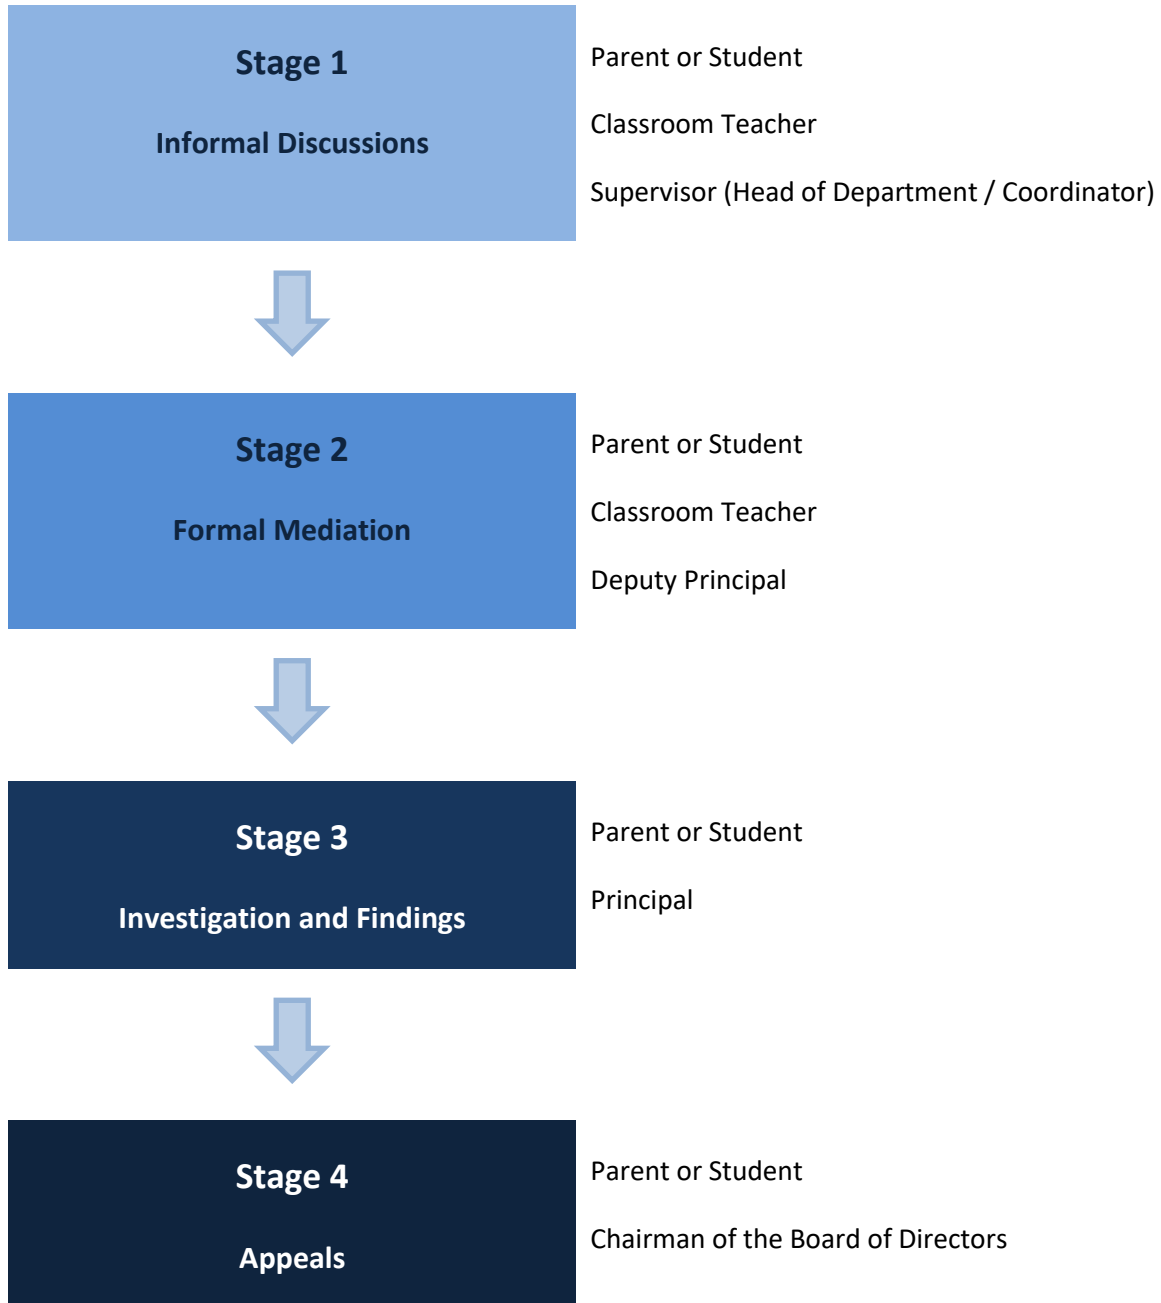 Stage 1
Informal Discussions
Parent or Student
Classroom Teacher
Supervisor (Head of Department / Coordinator)
Stage 2
Formal Mediation
Parent or Student
Classroom Teacher
Deputy Principal
Stage 3
Investigation and Findings
Parent or Student
Principal
Stage 4
Appeals
Parent or Student
Chairman of the Board of Directors